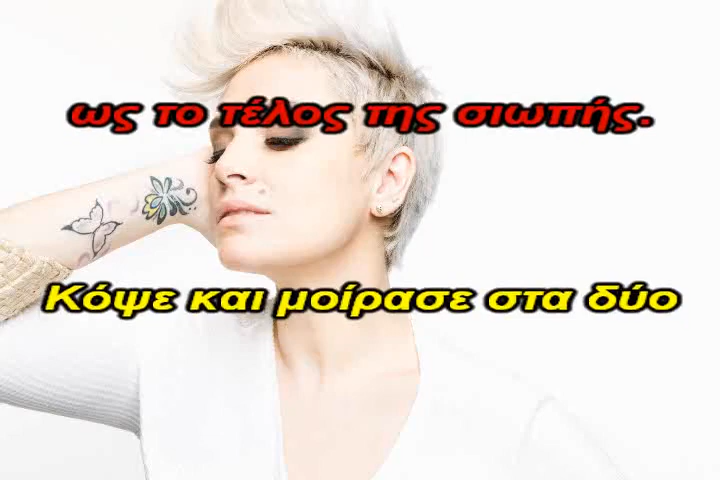 ως το τέλος της σιωπής.
Κόψε και μοίρασε στα δύο